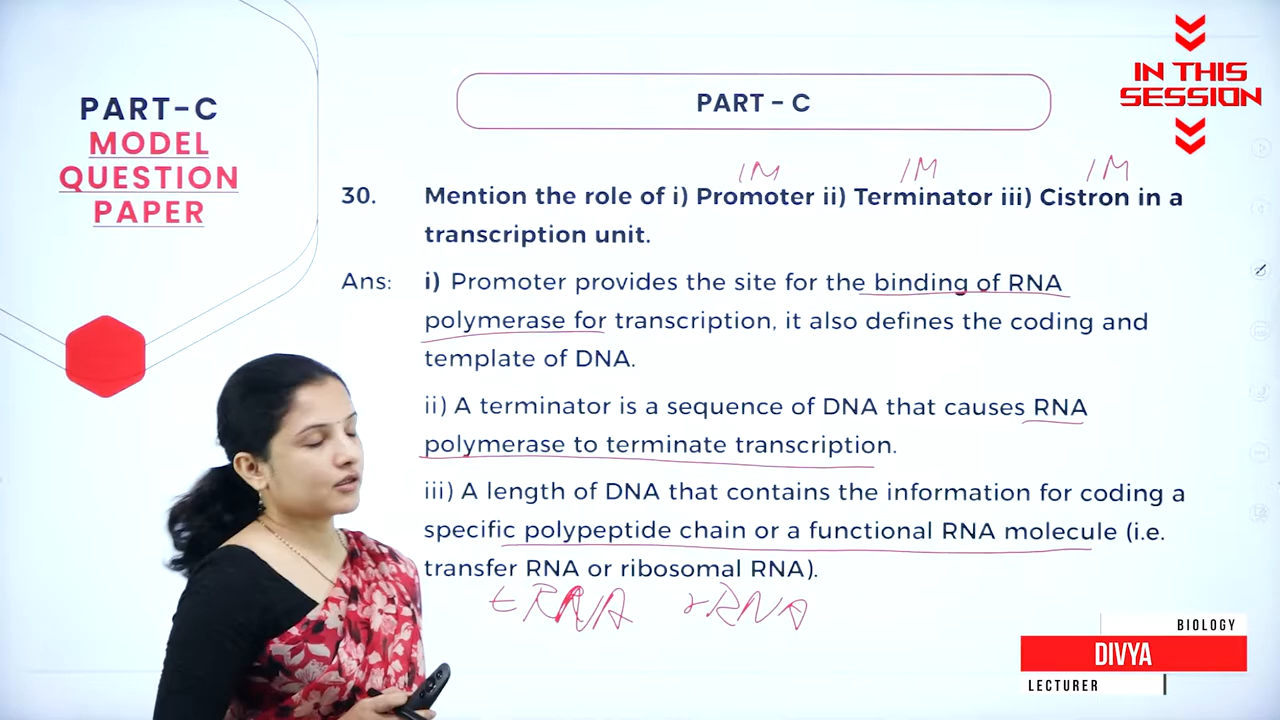 PART-C
MODEL
QUESTION
PAPER
PART - C
IN THIS
SESSION
1M 1M 1M
30. Mention the role of i) Promoter ii) Terminator iii) Cistron in a
transcription unit.
Ans: i) Promoter provides the site for the binding of RNA
polymerase for transcription, it also defines the coding and
template of DNA.
ii) A terminator is a sequence of DNA that causes RNA
polymerase to terminate transcription.
iii) A length of DNA that contains the information for coding a
specific polypeptide chain or a functional RNA molecule (i.e.
transfer RNA or ribosomal RNA).
tRNA rRNA
BIOLOGY
DIVYA
LECTURER